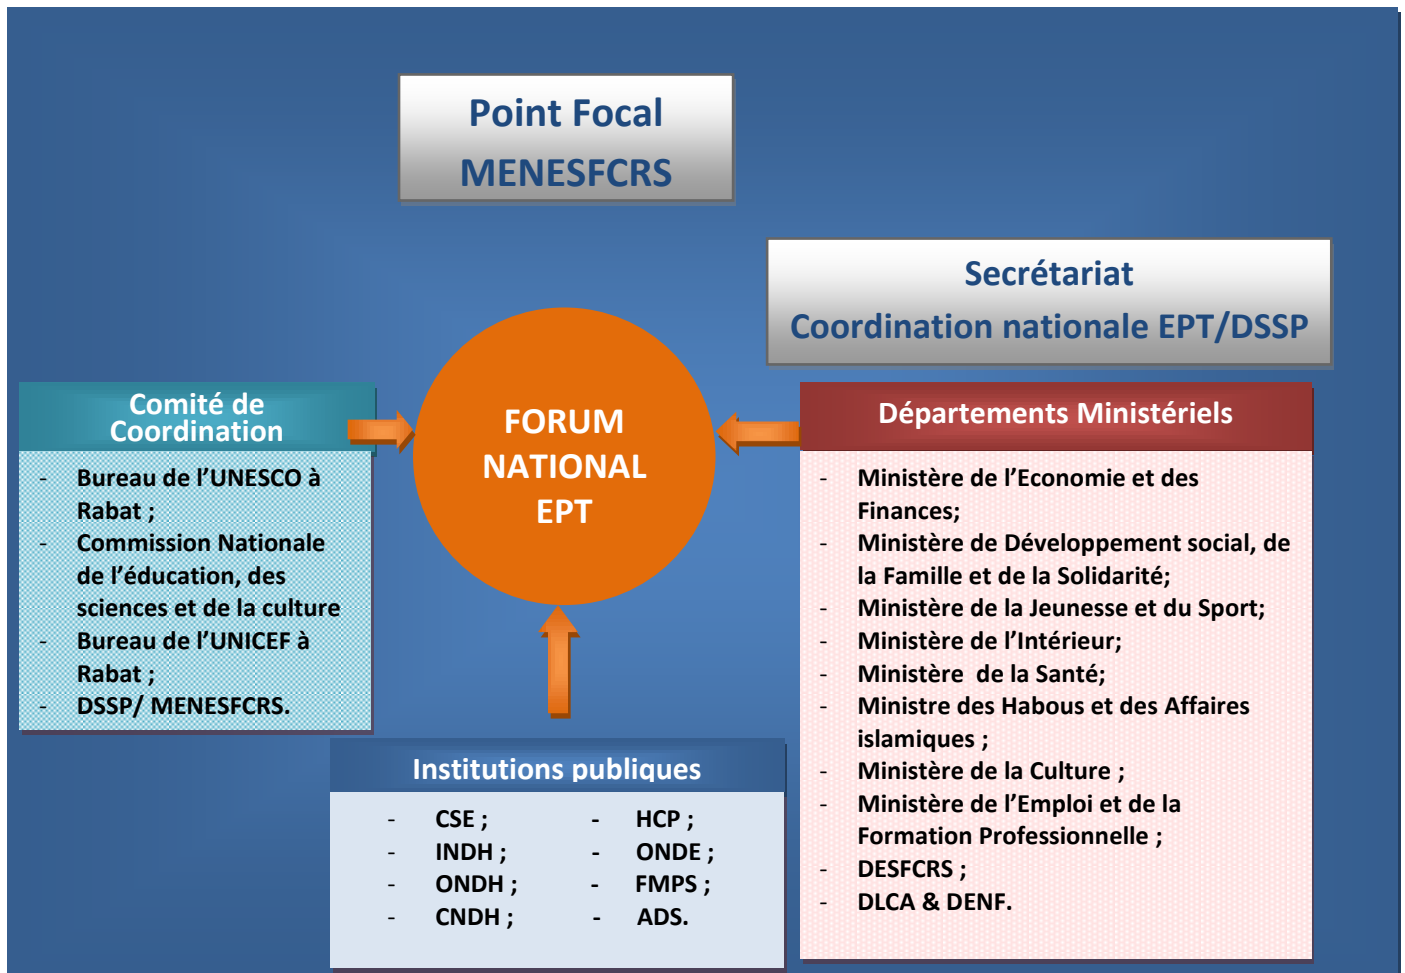 Point Focal
MENESFCRS
Secrétariat
Coordination nationale EPT/DSSP
FORUM
NATIONAL
EPT
Comité de
Coordination
- Bureau de l’UNESCO à
Rabat ;
- Commission Nationale
de l’éducation, des
sciences et de la culture
- Bureau de l’UNICEF à
Rabat ;
- DSSP/ MENESFCRS.
Départements Ministériels
- Ministère de l’Economie et des
Finances;
- Ministère de Développement social, de
la Famille et de la Solidarité;
- Ministère de la Jeunesse et du Sport;
- Ministère de l’Intérieur;
- Ministère  de la Santé;
- Ministre des Habous et des Affaires
islamiques ;
- Ministère de la Culture ;
- Ministère de l’Emploi et de la
Formation Professionnelle ;
- DESFCRS ;
- DLCA & DENF.
Institutions publiques
- CSE ;
- INDH ;
- ONDH ;
- CNDH ;
- HCP ;
- ONDE ;
- FMPS ;
- ADS.